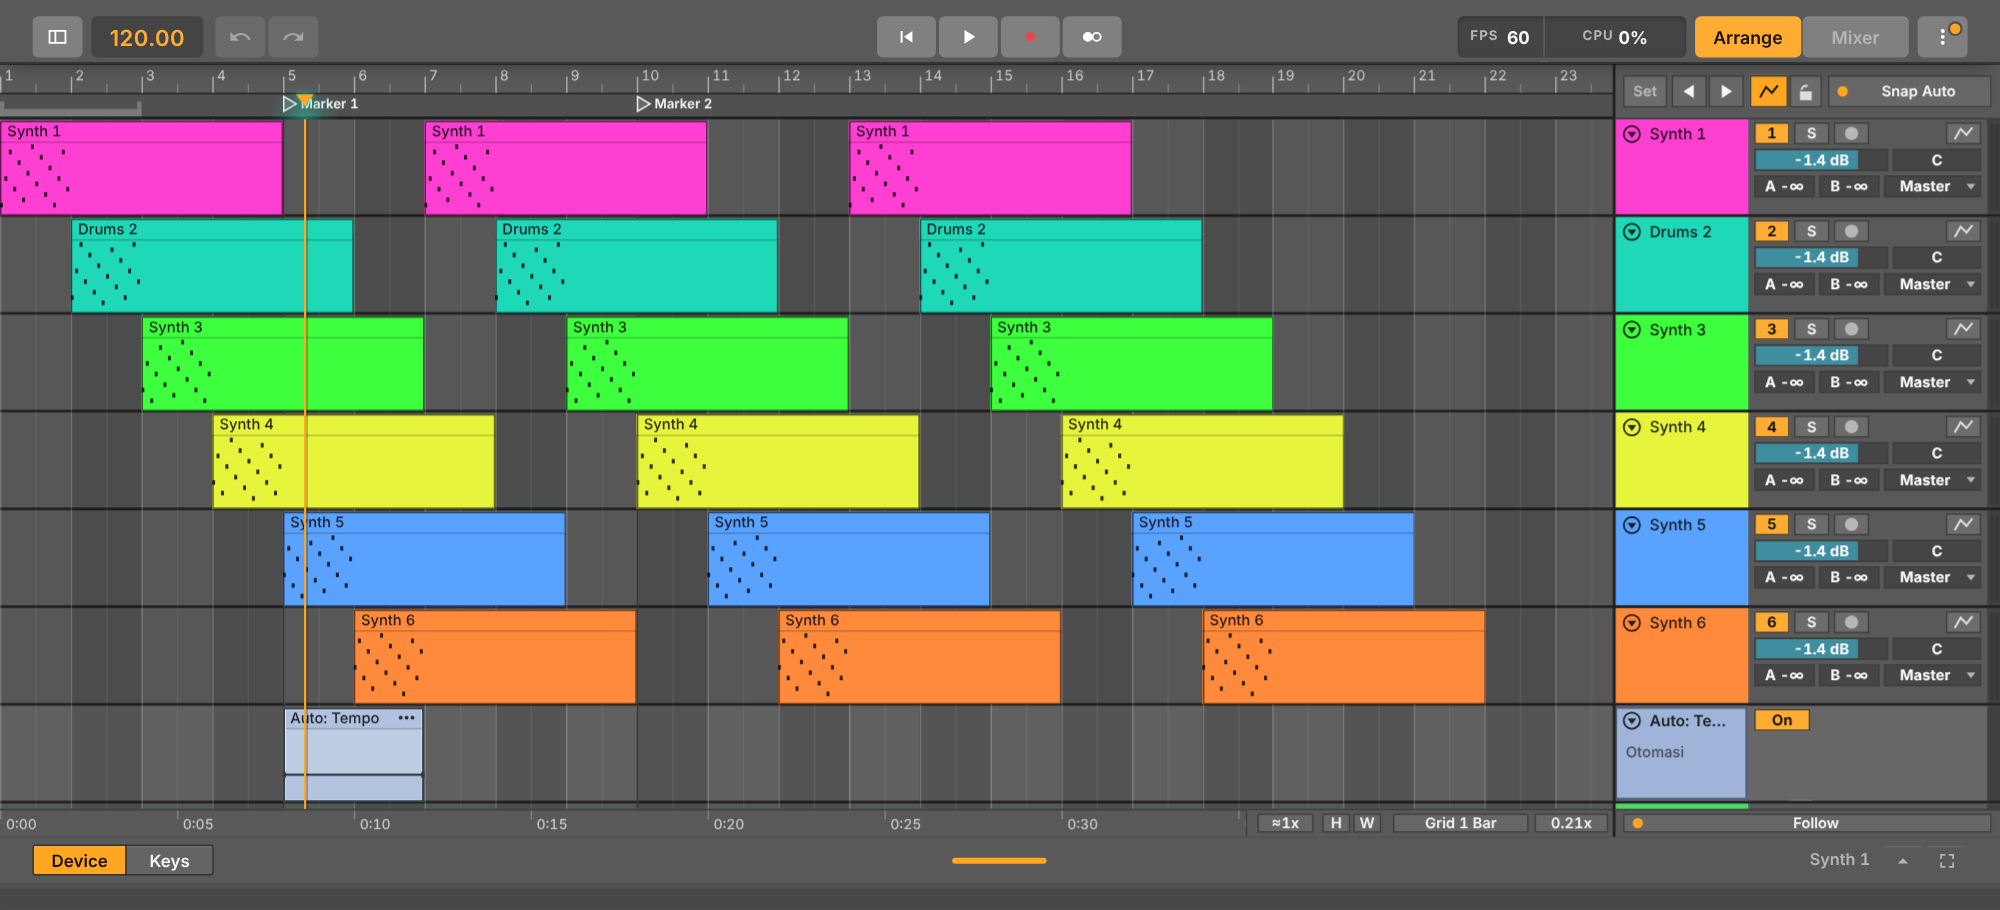 120.00
FPS 60 CPU 0% Arrange Mixer
1 2 3 4 5 6 7 8 9 10 11 12 13 14 15 16 17 18 19 20 21 22 23
Set Snap Auto
Marker 1 Marker 2
Synth 1 Synth 1 Synth 1
Synth 1 1 S
-1.4 dB C
A -∞ B -∞ Master
Drums 2 Drums 2 Drums 2
Drums 2 2 S
-1.4 dB C
A -∞ B -∞ Master
Synth 3 Synth 3 Synth 3
Synth 3 3 S
-1.4 dB C
A -∞ B -∞ Master
Synth 4 Synth 4 Synth 4
Synth 4 4 S
-1.4 dB C
A -∞ B -∞ Master
Synth 5 Synth 5 Synth 5
Synth 5 5 S
-1.4 dB C
A -∞ B -∞ Master
Synth 6 Synth 6 Synth 6
Synth 6 6 S
-1.4 dB C
A -∞ B -∞ Master
Auto: Tempo ···
Auto: Te... On
Otomasi
0:00 0:05 0:10 0:15 0:20 0:25 0:30
≈1x H W Grid 1 Bar 0.21x Follow
Device Keys
Synth 1